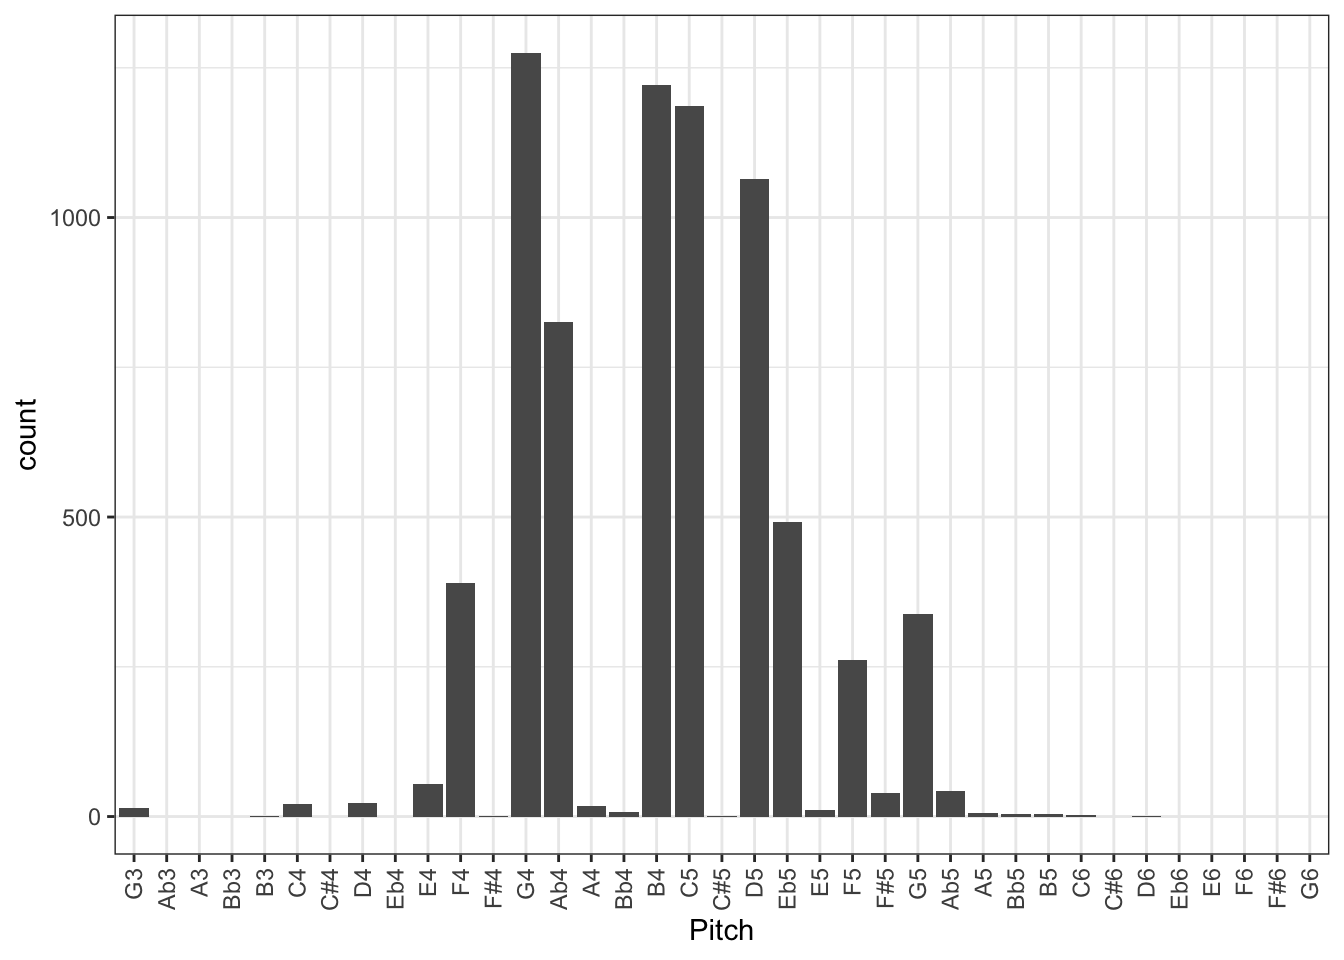 1000
500
0
count
G3 Ab3 A3 Bb3 B3 C4 C#4 D4 Eb4 E4 F4 F#4 G4 Ab4 A4 Bb4 B4 C5 C#5 D5 Eb5 E5 F5 F#5 G5 Ab5 A5 Bb5 B5 C6 C#6 D6 Eb6 E6 F6 F#6 G6
Pitch